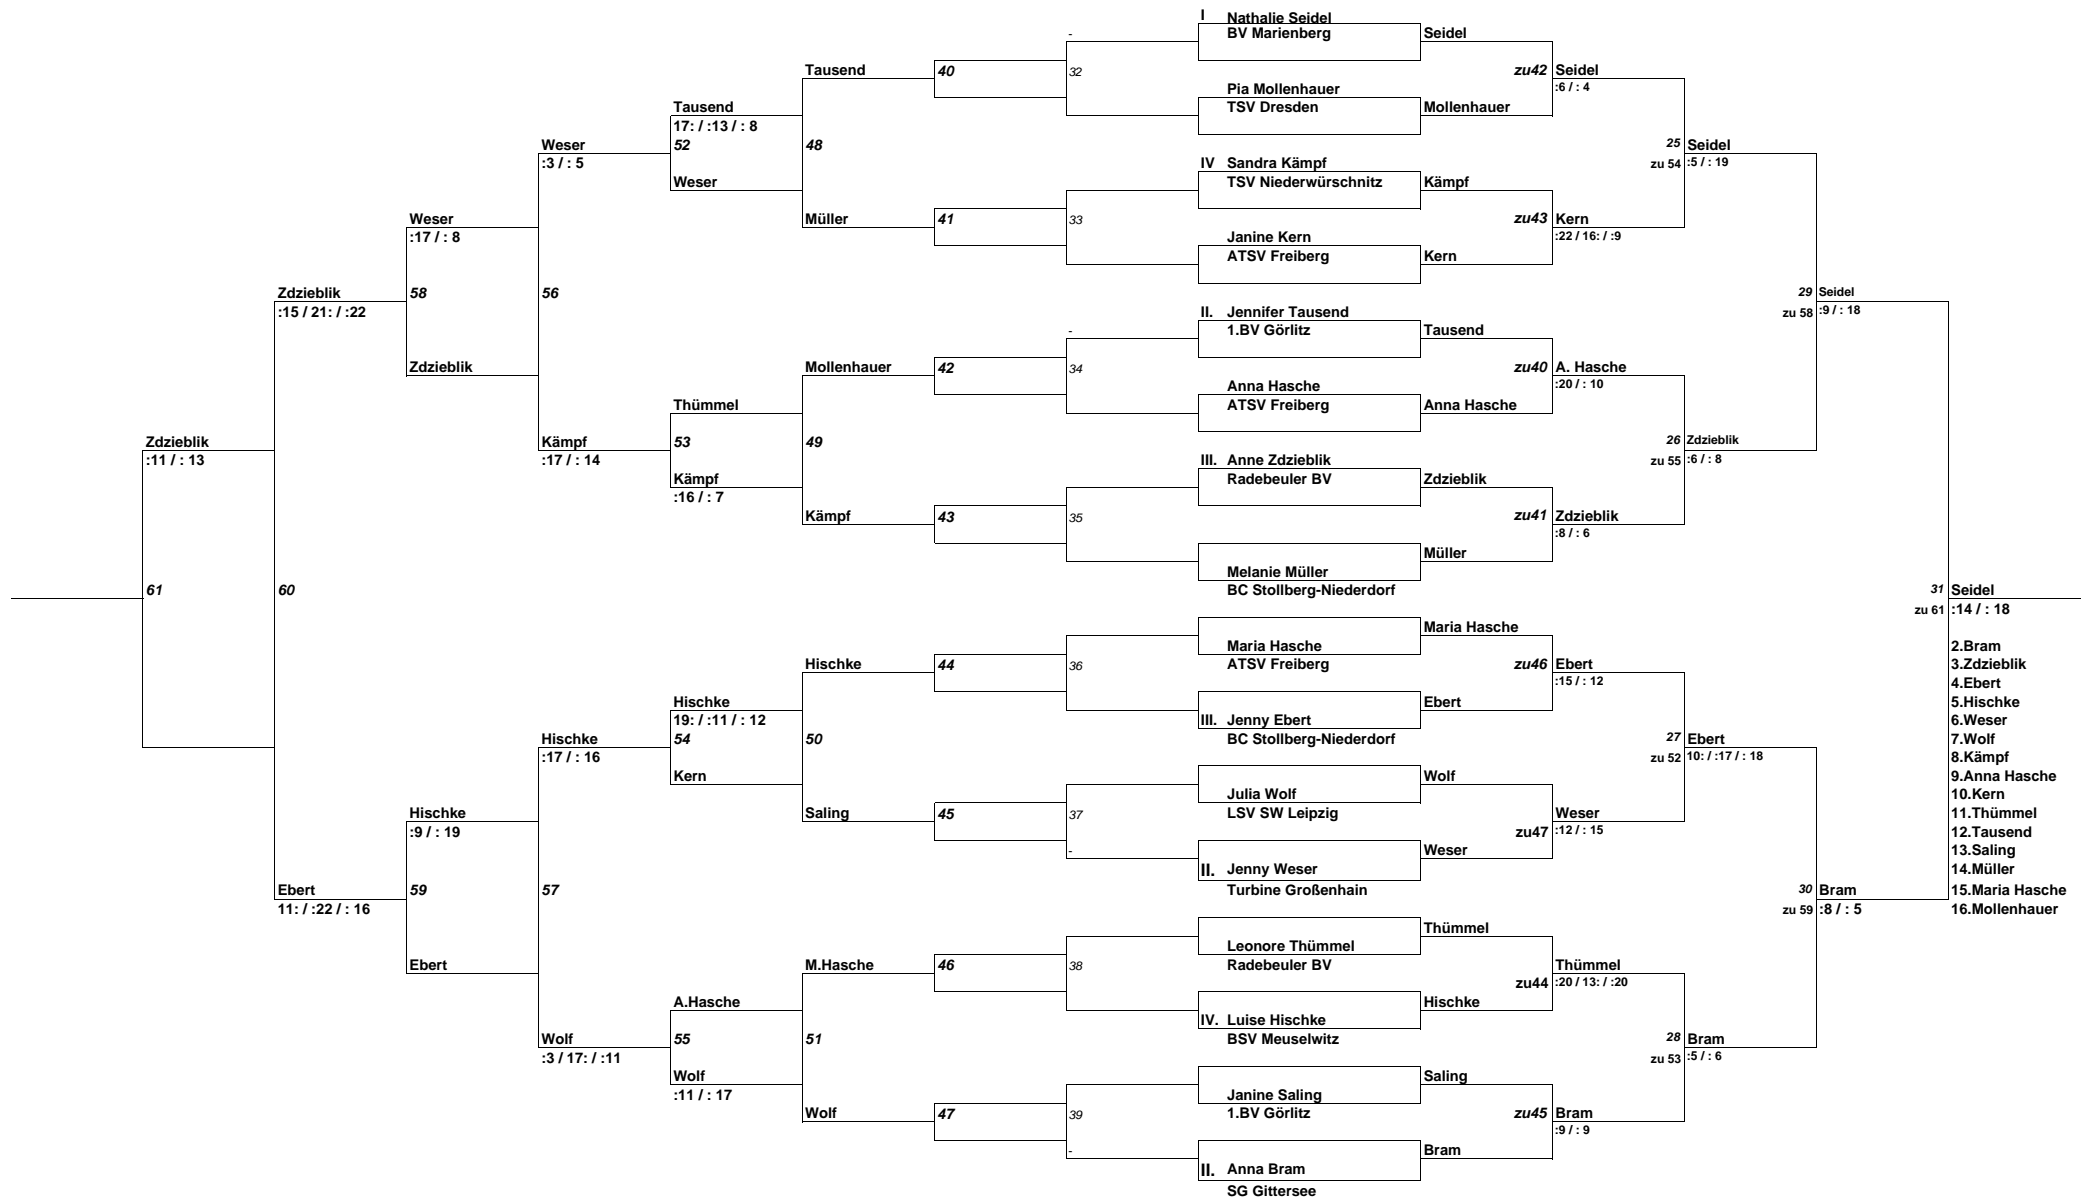 I Nathalie Seidel
- BV Marienberg Seidel
Tausend 40 32 zu42 Seidel
Pia Mollenhauer :6 / : 4
Tausend TSV Dresden Mollenhauer
17: / :13 / : 8
Weser 52 48 25 Seidel
:3 / : 5 IV Sandra Kämpf zu 54 :5 / : 19
Weser TSV Niederwürschnitz Kämpf
Weser Müller 41 33 zu43 Kern
:17 / : 8 Janine Kern :22 / 16: / :9
ATSV Freiberg Kern
Zdzieblik 58 56 29 Seidel
:15 / 21: / :22 II. Jennifer Tausend zu 58 :9 / : 18
- 1.BV Görlitz Tausend
Zdzieblik Mollenhauer 42 34 zu40 A. Hasche
Anna Hasche :20 / : 10
Thümmel ATSV Freiberg Anna Hasche
Zdzieblik Kämpf 53 49 26 Zdzieblik
:11 / : 13 :17 / : 14 III. Anne Zdzieblik zu 55 :6 / : 8
Kämpf Radebeuler BV Zdzieblik
:16 / : 7
Kämpf 43 35 zu41 Zdzieblik
:8 / : 6
Müller
Melanie Müller
61 60 BC Stollberg-Niederdorf 31 Seidel
zu 61 :14 / : 18
Maria Hasche
Maria Hasche 2.Bram
Hischke 44 36 ATSV Freiberg zu46 Ebert 3.Zdzieblik
:15 / : 12 4.Ebert
Hischke Ebert 5.Hischke
19: / :11 / : 12 III. Jenny Ebert 6.Weser
Hischke 54 50 BC Stollberg-Niederdorf 27 Ebert 7.Wolf
:17 / : 16 zu 52 10: / :17 / : 18 8.Kämpf
Kern Wolf 9.Anna Hasche
Julia Wolf 10.Kern
Hischke Saling 45 37 LSV SW Leipzig Weser 11.Thümmel
:9 / : 19 zu47 :12 / : 15 12.Tausend
- Weser 13.Saling
II. Jenny Weser 14.Müller
Ebert 59 57 Turbine Großenhain 30 Bram 15.Maria Hasche
11: / :22 / : 16 zu 59 :8 / : 5 16.Mollenhauer
Thümmel
Leonore Thümmel
Ebert M.Hasche 46 38 Radebeuler BV Thümmel
zu44 :20 / 13: / :20
A.Hasche Hischke
IV. Luise Hischke
Wolf 55 51 BSV Meuselwitz 28 Bram
:3 / 17: / :11 zu 53 :5 / : 6
Wolf Saling
:11 / : 17 Janine Saling
Wolf 47 39 1.BV Görlitz zu45 Bram
:9 / : 9
- Bram
II. Anna Bram
SG Gittersee